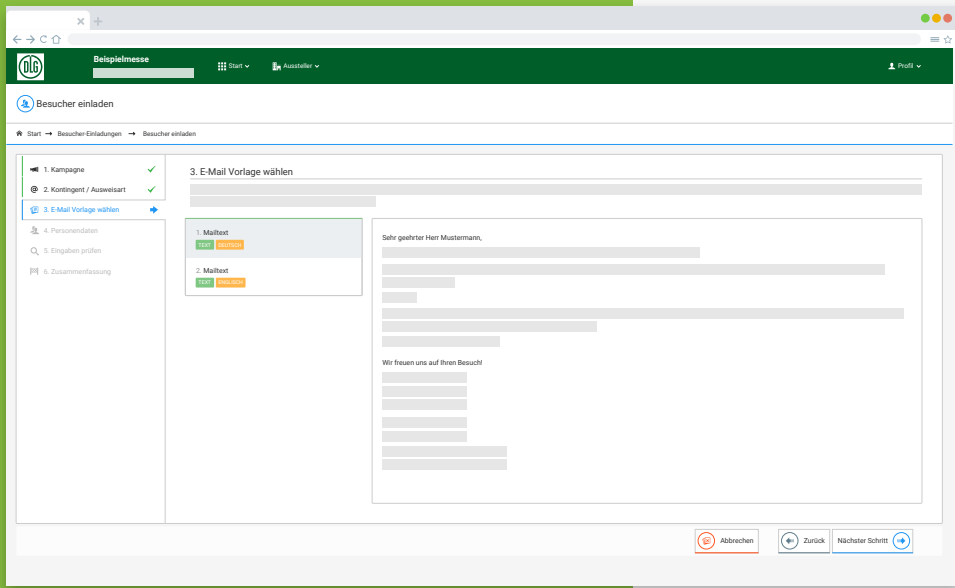 DLG
Beispielmesse
Start
Aussteller
Profil
Besucher einladen
Start → Besucher-Einladungen → Besucher einladen
1. Kampagne
2. Kontingent / Ausweisart
3. E-Mail Vorlage wählen
4. Personendaten
5. Eingaben prüfen
6. Zusammenfassung
3. E-Mail Vorlage wählen
1. Mailtext
TEXT DEUTSCH
2. Mailtext
TEXT ENGLISCH
Sehr geehrter Herr Mustermann,
Wir freuen uns auf Ihren Besuch!
Abbrechen
Zurück
Nächster Schritt